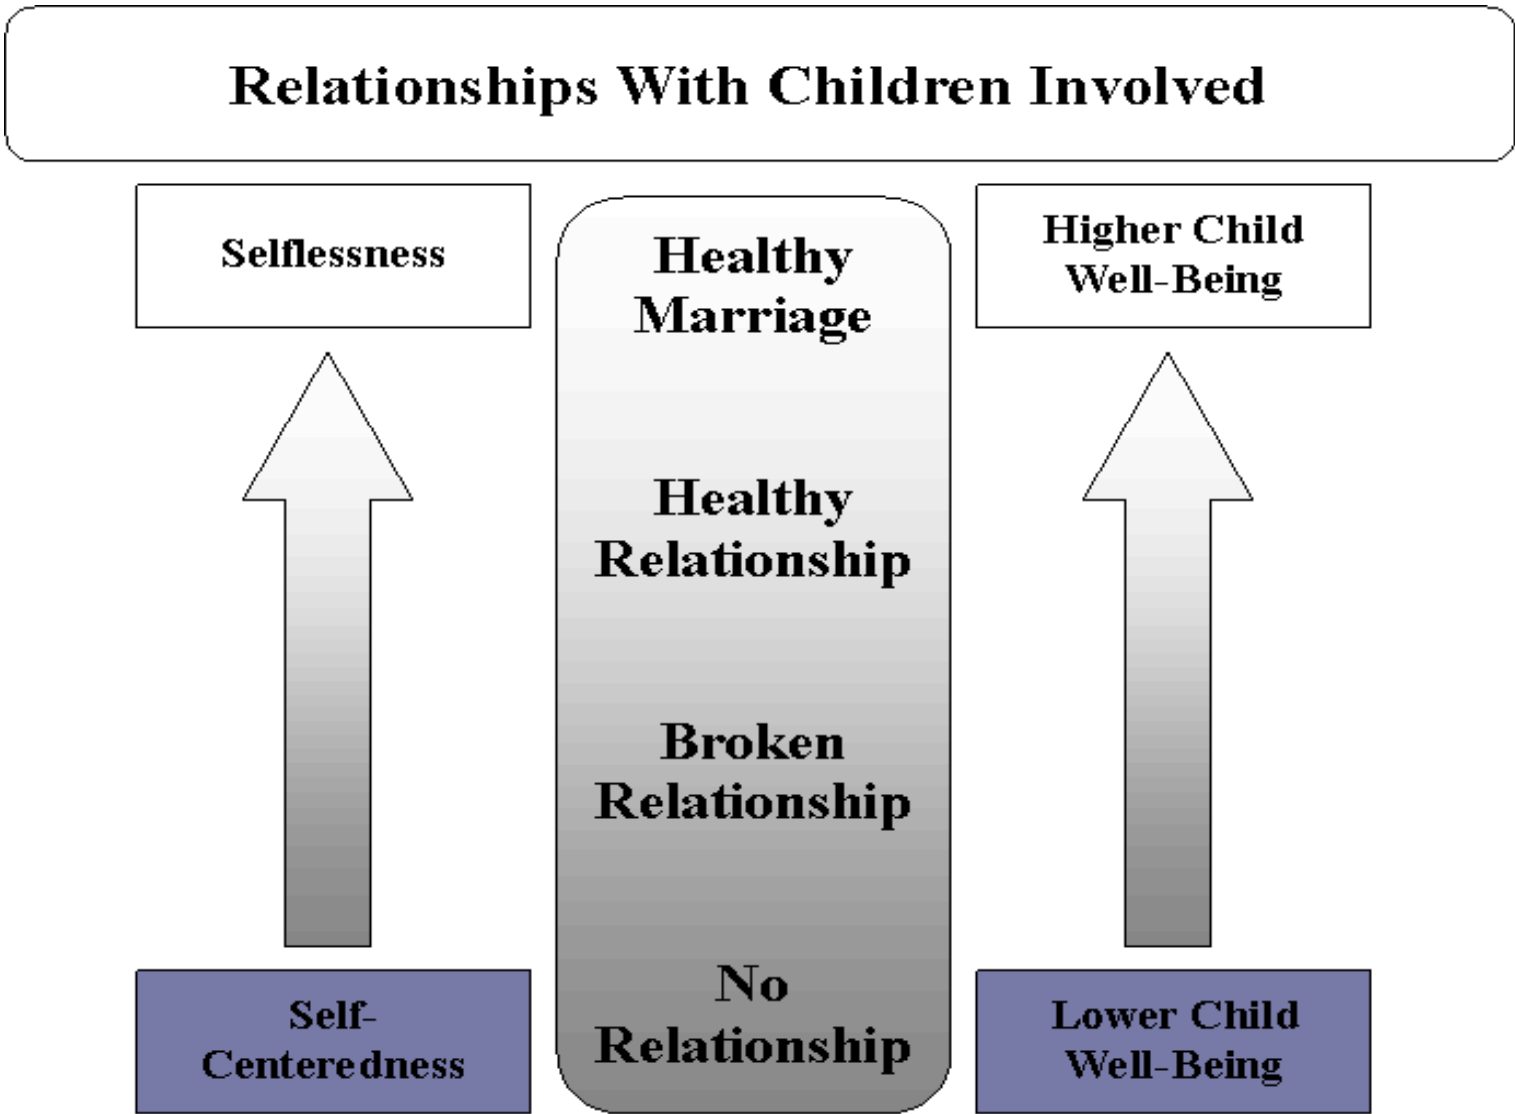 Relationships With Children Involved
Selflessness
Healthy
Marriage
Higher Child
Well-Being
Healthy
Relationship
Broken
Relationship
Self-
Centeredness
No
Relationship
Lower Child
Well-Being